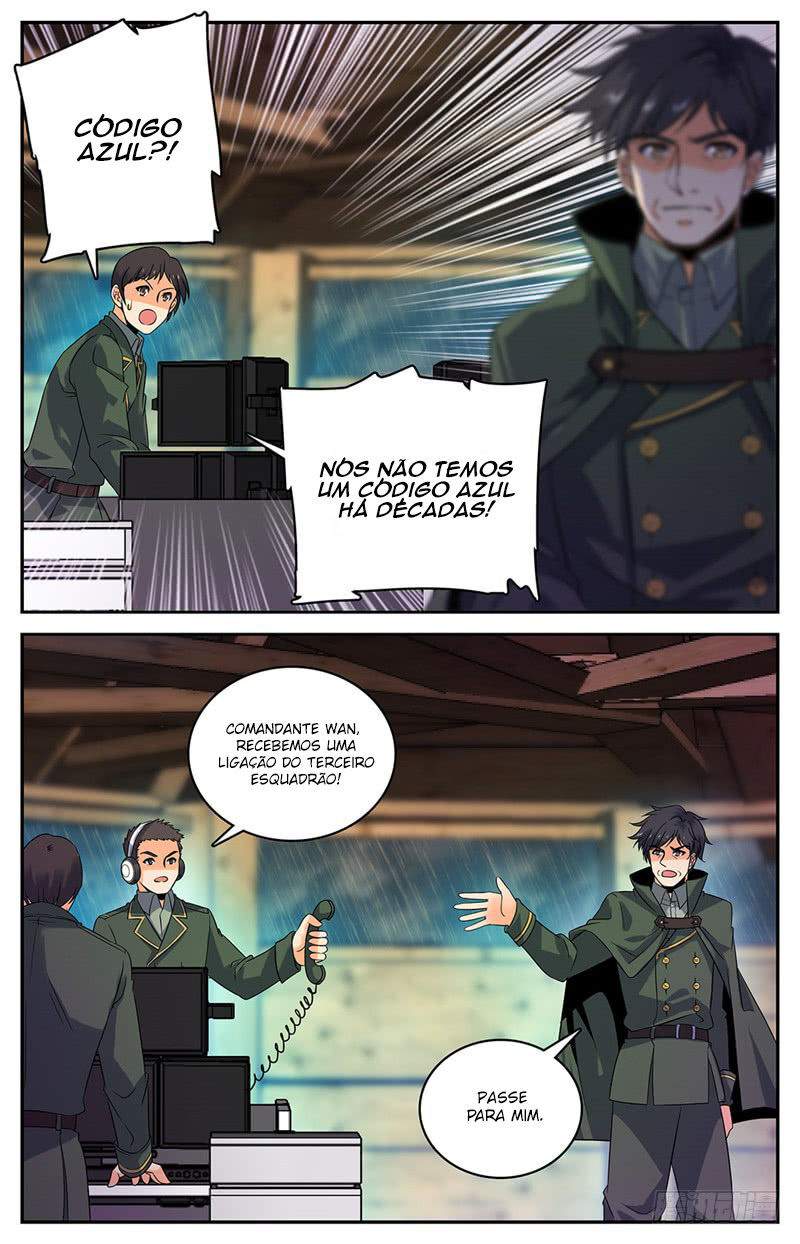 CÓDIGO
AZUL?!
NÓS NÃO TEMOS
UM CÓDIGO AZUL
HÁ DÉCADAS!
COMANDANTE WAN,
RECEBEMOS UMA
LIGAÇÃO DO TERCEIRO
ESQUADRÃO!
PASSE
PARA MIM.